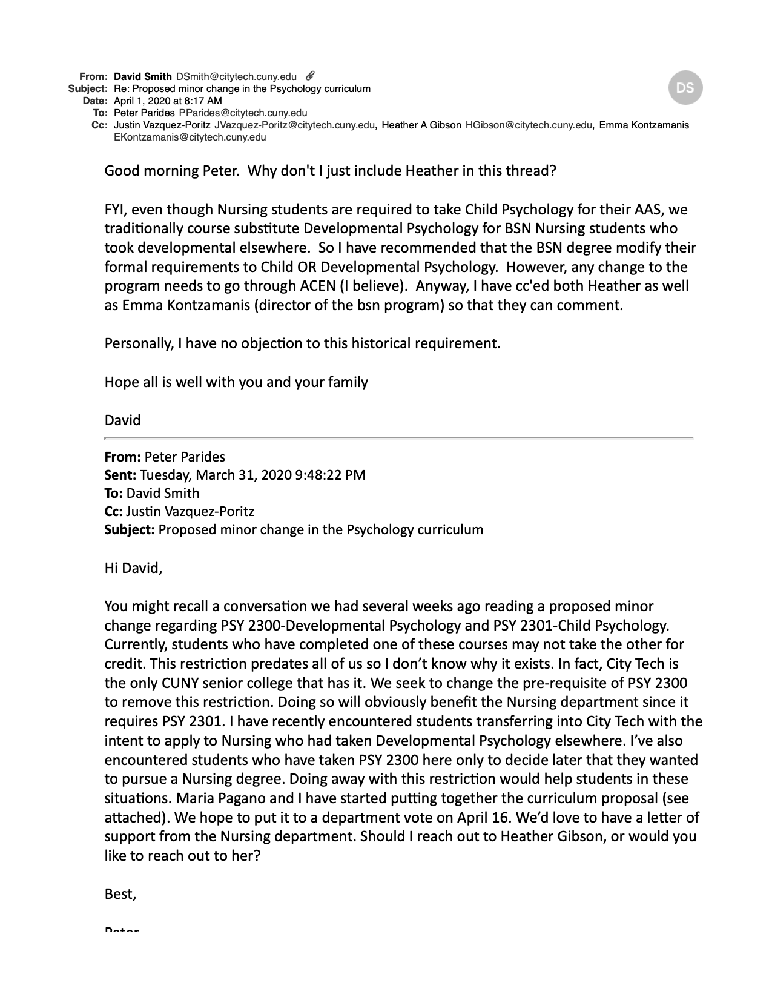 From: David Smith DSmith@citytech.cuny.edu
Subject: Re: Proposed minor change in the Psychology curriculum
Date: April 1, 2020 at 8:17 AM
To: Peter Parides PParides@citytech.cuny.edu
Cc: Justin Vazquez-Poritz JVazquez-Poritz@citytech.cuny.edu, Heather A Gibson HGibson@citytech.cuny.edu, Emma Kontzamanis
EKontzamanis@citytech.cuny.edu
DS
Good morning Peter.  Why don't I just include Heather in this thread?
FYI, even though Nursing students are required to take Child Psychology for their AAS, we
traditionally course substitute Developmental Psychology for BSN Nursing students who
took developmental elsewhere.  So I have recommended that the BSN degree modify their
formal requirements to Child OR Developmental Psychology.  However, any change to the
program needs to go through ACEN (I believe).  Anyway, I have cc'ed both Heather as well
as Emma Kontzamanis (director of the bsn program) so that they can comment.
Personally, I have no objection to this historical requirement.
Hope all is well with you and your family
David
From: Peter Parides
Sent: Tuesday, March 31, 2020 9:48:22 PM
To: David Smith
Cc: Justin Vazquez-Poritz
Subject: Proposed minor change in the Psychology curriculum
Hi David,
You might recall a conversation we had several weeks ago reading a proposed minor
change regarding PSY 2300-Developmental Psychology and PSY 2301-Child Psychology.
Currently, students who have completed one of these courses may not take the other for
credit. This restriction predates all of us so I don’t know why it exists. In fact, City Tech is
the only CUNY senior college that has it. We seek to change the pre-requisite of PSY 2300
to remove this restriction. Doing so will obviously benefit the Nursing department since it
requires PSY 2301. I have recently encountered students transferring into City Tech with the
intent to apply to Nursing who had taken Developmental Psychology elsewhere. I’ve also
encountered students who have taken PSY 2300 here only to decide later that they wanted
to pursue a Nursing degree. Doing away with this restriction would help students in these
situations. Maria Pagano and I have started putting together the curriculum proposal (see
attached). We hope to put it to a department vote on April 16. We’d love to have a letter of
support from the Nursing department. Should I reach out to Heather Gibson, or would you
like to reach out to her?
Best,
Peter